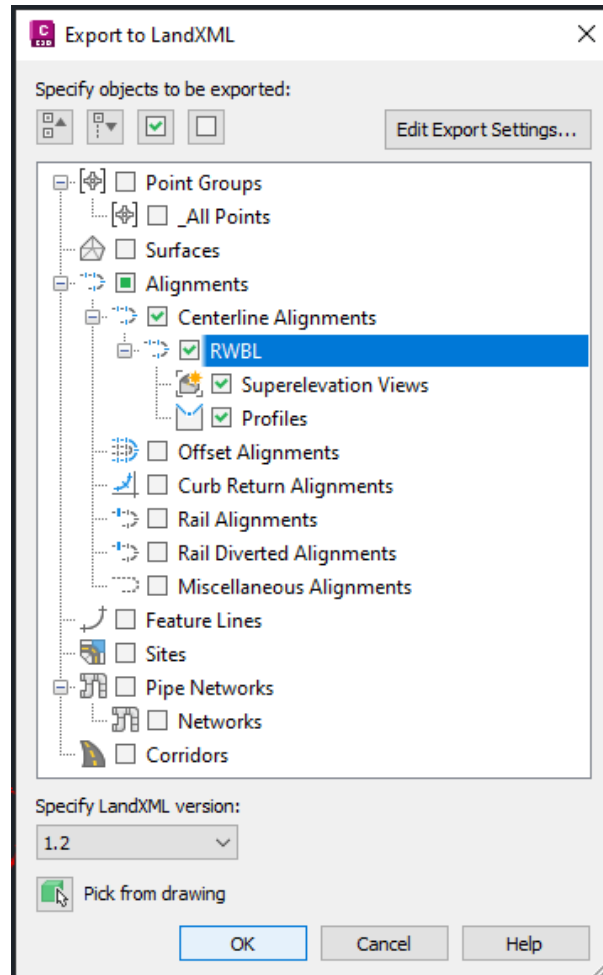 C
C3D
Export to LandXML
Specify objects to be exported:
Edit Export Settings...
Point Groups
_All Points
Surfaces
Alignments
Centerline Alignments
RWBL
Superelevation Views
Profiles
Offset Alignments
Curb Return Alignments
Rail Alignments
Rail Diverted Alignments
Miscellaneous Alignments
Feature Lines
Sites
Pipe Networks
Networks
Corridors
Specify LandXML version:
1.2
Pick from drawing
OK Cancel Help